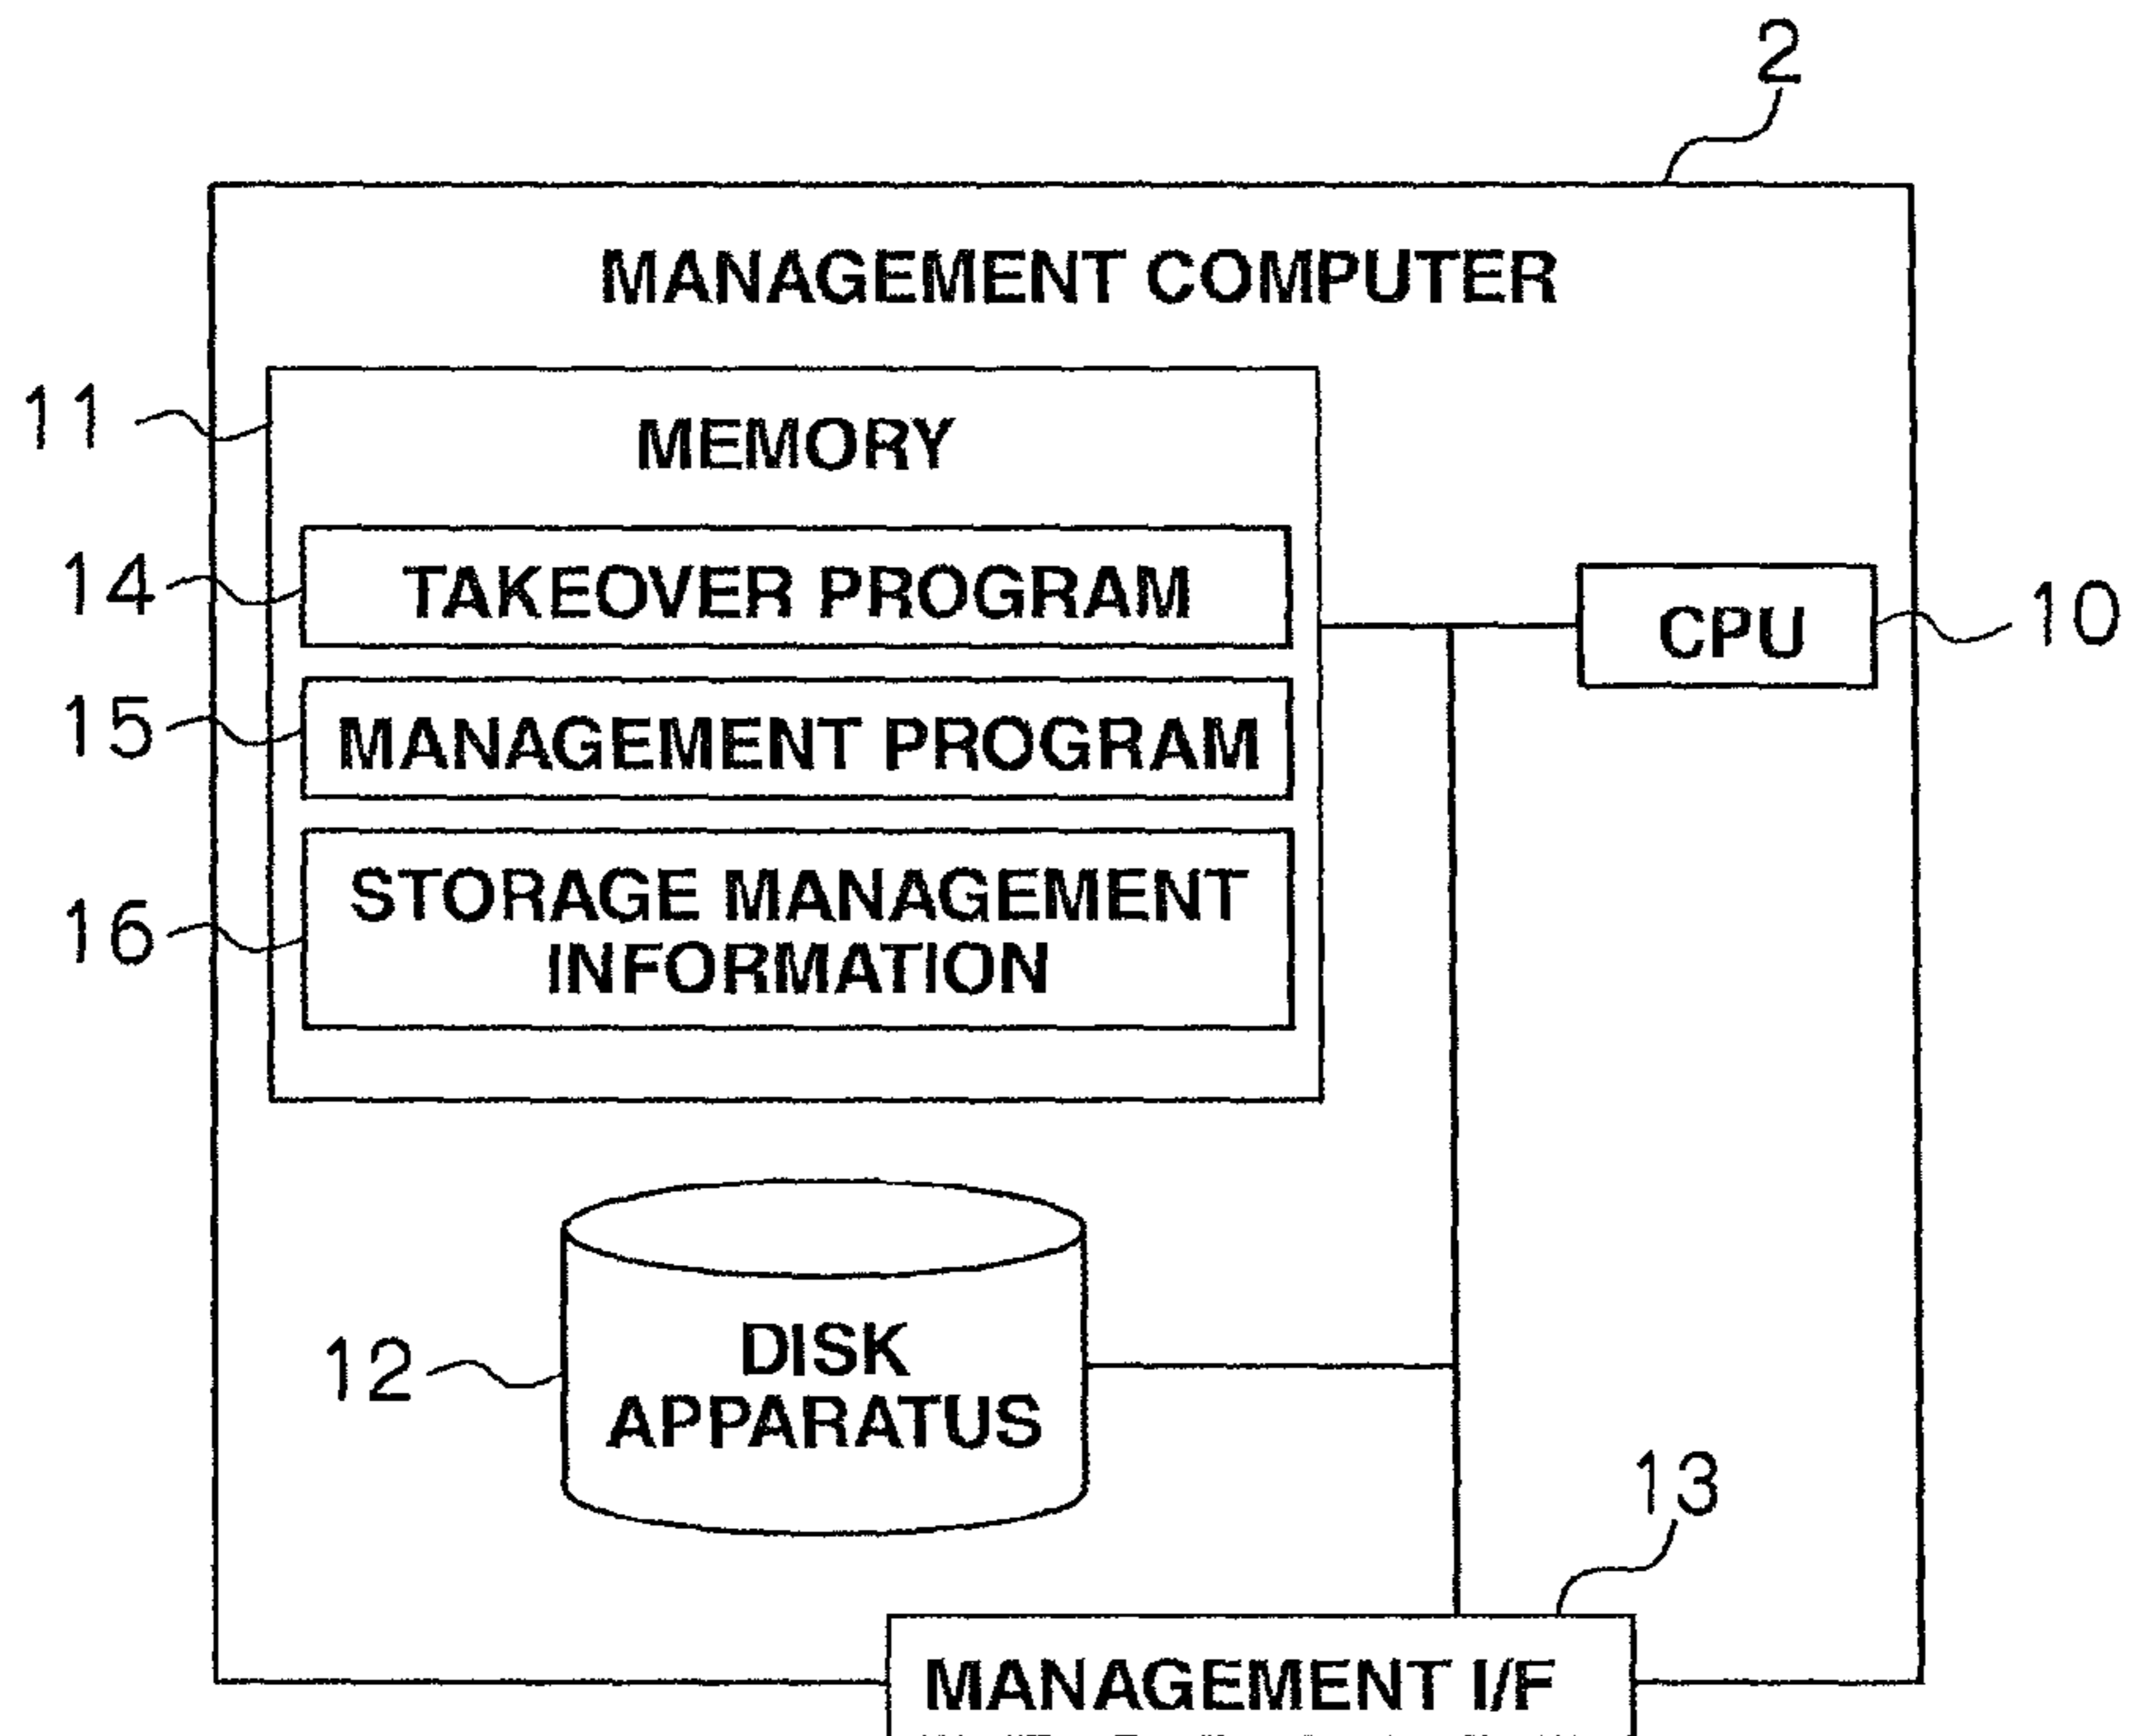 2
MANAGEMENT COMPUTER
11
MEMORY
14
TAKEOVER PROGRAM
CPU
10
15
MANAGEMENT PROGRAM
16
STORAGE MANAGEMENT
INFORMATION
12
DISK
APPARATUS
13
MANAGEMENT I/F